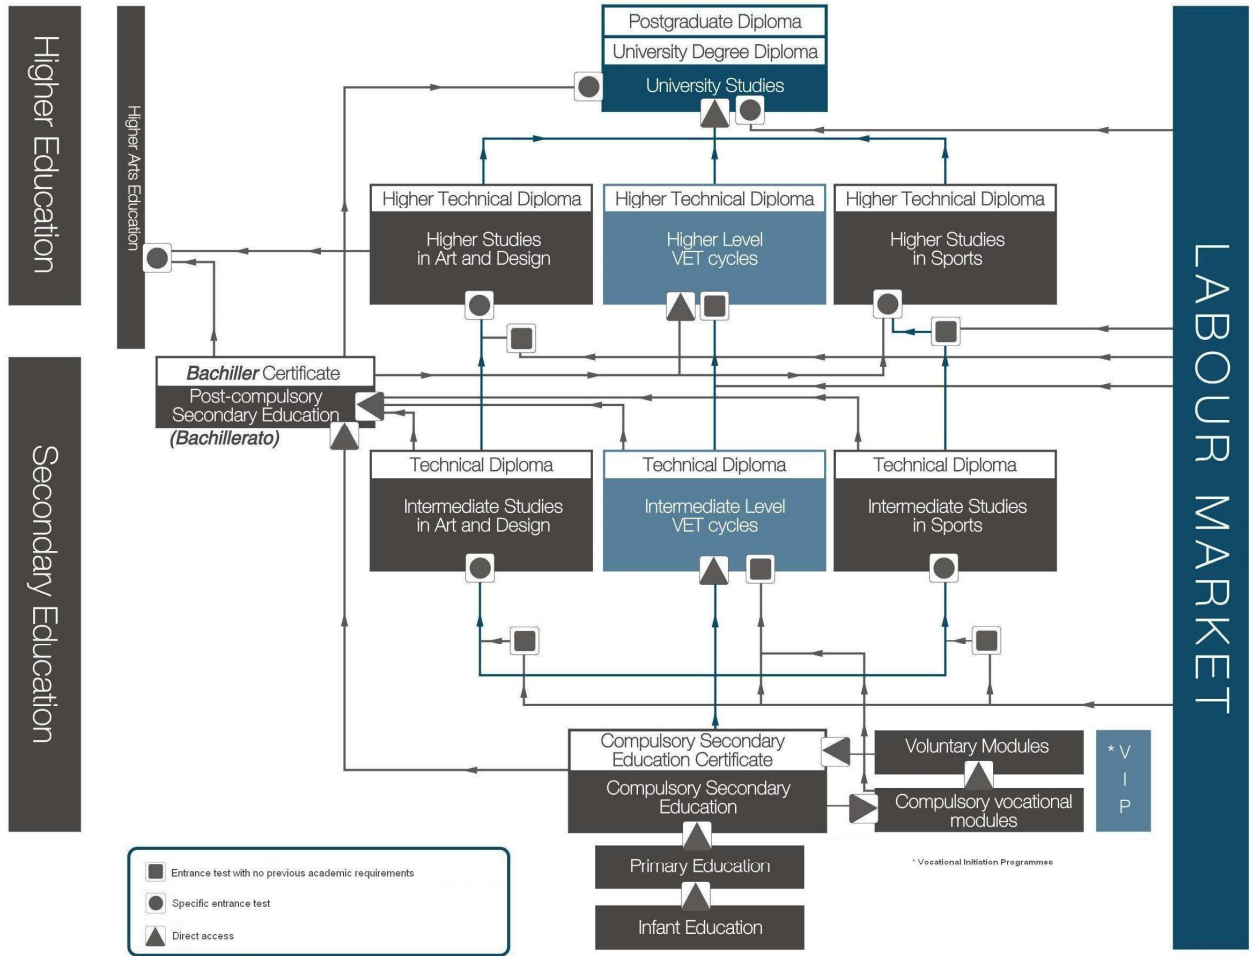 Higher Education
Higher Arts Education
Postgraduate Diploma
University Degree Diploma
University Studies
Higher Technical Diploma
Higher Studies
in Art and Design
Higher Technical Diploma
Higher Level
VET cycles
Higher Technical Diploma
Higher Studies
in Sports
LABOUR MARKET
Secondary Education
Bachiller Certificate
Post-compulsory
Secondary Education
(Bachillerato)
Technical Diploma
Intermediate Studies
in Art and Design
Technical Diploma
Intermediate Level
VET cycles
Technical Diploma
Intermediate Studies
in Sports
Compulsory Secondary
Education Certificate
Compulsory Secondary
Education
Voluntary Modules
Compulsory vocational
modules
* V
I
P
Primary Education
Infant Education
* Vocational Initiation Programmes
Entrance test with no previous academic requirements
Specific entrance test
Direct access